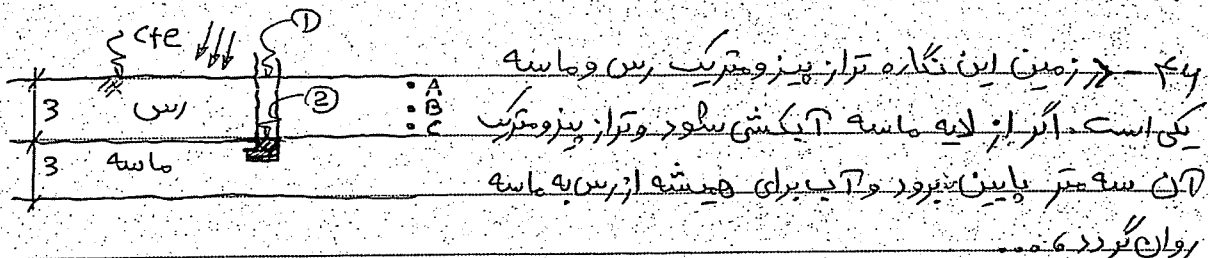 cte ①
۴۶- در زمین این نگاره تراز پیزومتریک رس و ماسه
3 رس ② A B C
یکی است. اگر از لایه ماسه آبکشی شود و تراز پیزومتریک
3 ماسه
آن سه متر پایین برود و آب برای همیشه از رس به ماسه
روان گردد، ...